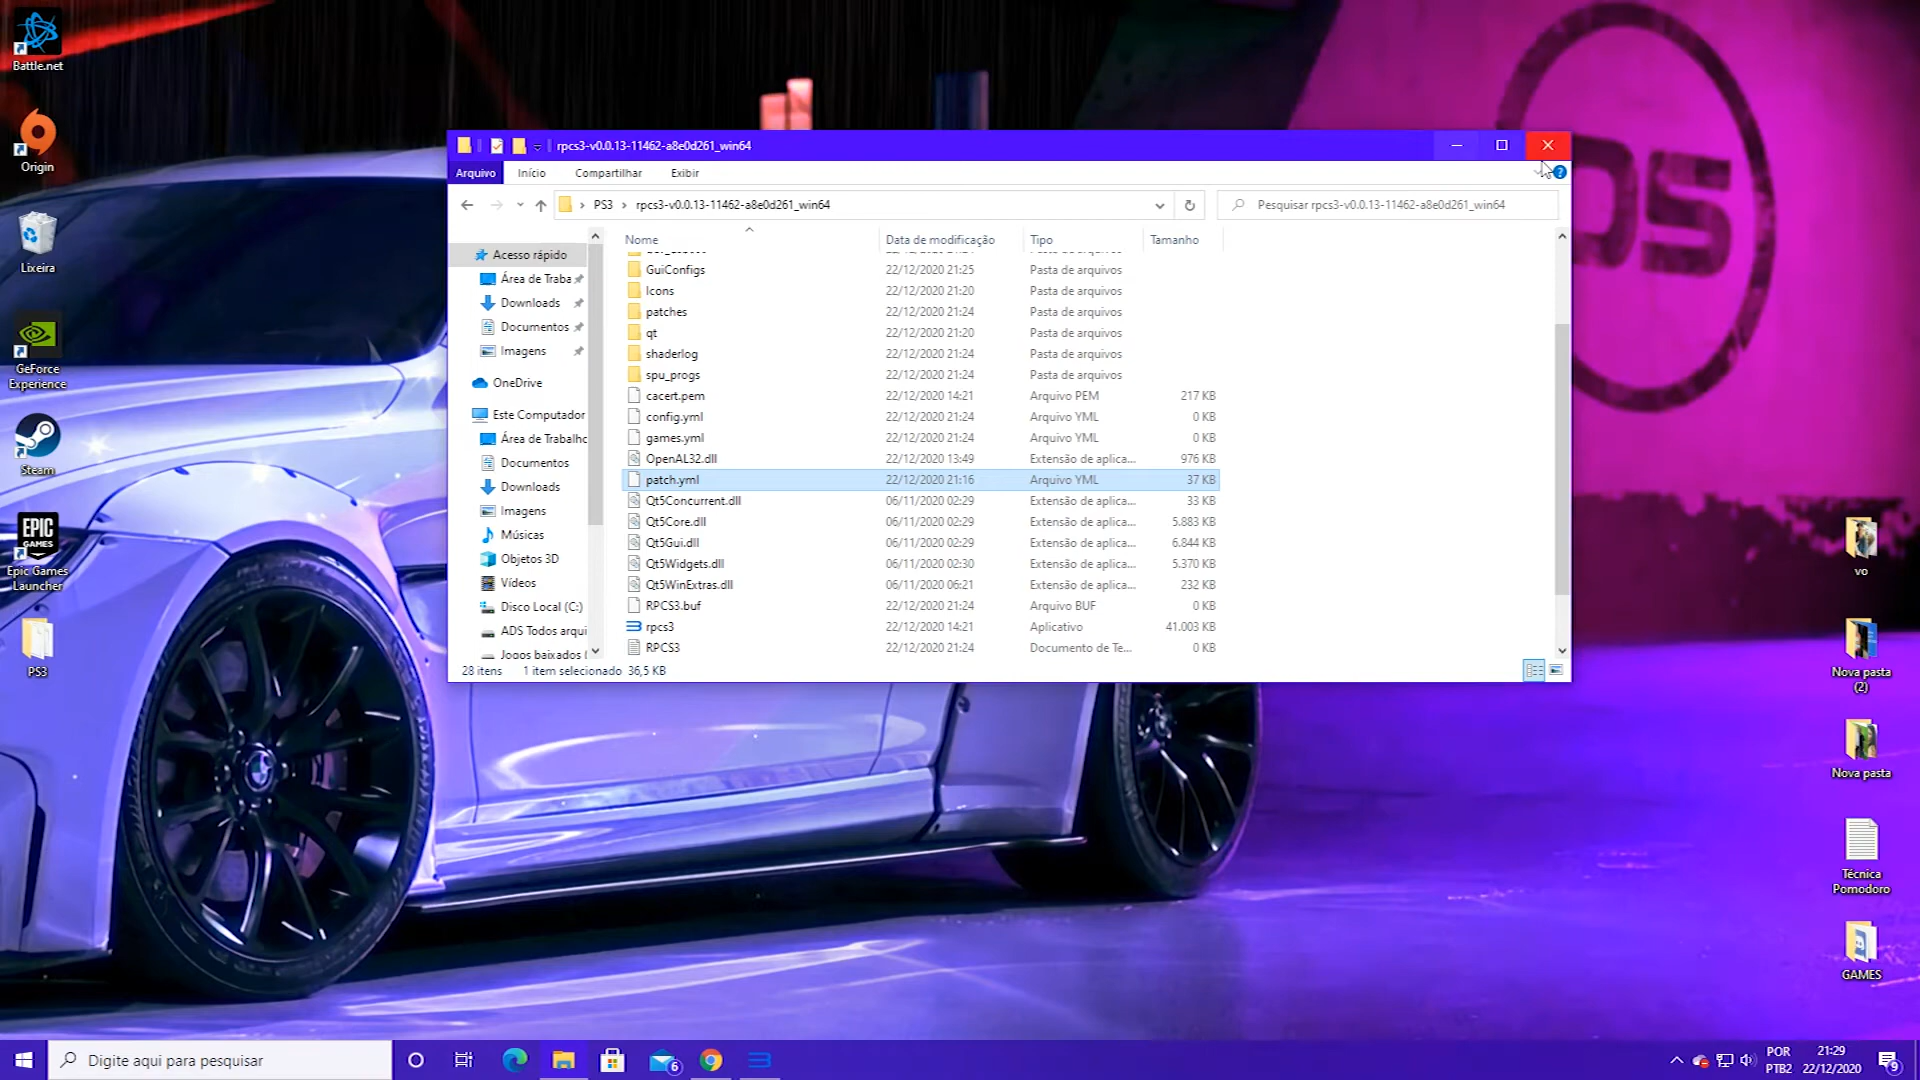 Battle.net
Origin
Lixeira
GeForce
Experience
Steam
EPIC
GAMES
Epic Games
Launcher
PS3
rpcs3-v0.0.13-11462-a8e0d261_win64
Arquivo
Início
Compartilhar
Exibir
PS3 > rpcs3-v0.0.13-11462-a8e0d261_win64
Pesquisar rpcs3-v0.0.13-11462-a8e0d261_win64
Acesso rápido
Área de Traba
Downloads
Documentos
Imagens
OneDrive
Este Computador
Área de Trabalho
Documentos
Downloads
Imagens
Músicas
Objetos 3D
Vídeos
Disco Local (C:)
ADS Todos arqui
Jogos baixados (
Nome Data de modificação Tipo Tamanho
GuiConfigs 22/12/2020 21:25 Pasta de arquivos
Icons 22/12/2020 21:20 Pasta de arquivos
patches 22/12/2020 21:24 Pasta de arquivos
qt 22/12/2020 21:20 Pasta de arquivos
shaderlog 22/12/2020 21:24 Pasta de arquivos
spu_progs 22/12/2020 21:24 Pasta de arquivos
cacert.pem 22/12/2020 14:21 Arquivo PEM 217 KB
config.yml 22/12/2020 21:24 Arquivo YML 0 KB
games.yml 22/12/2020 21:24 Arquivo YML 0 KB
OpenAL32.dll 22/12/2020 13:49 Extensão de aplica... 976 KB
patch.yml 22/12/2020 21:16 Arquivo YML 37 KB
Qt5Concurrent.dll 06/11/2020 02:29 Extensão de aplica... 33 KB
Qt5Core.dll 06/11/2020 02:29 Extensão de aplica... 5.883 KB
Qt5Gui.dll 06/11/2020 02:29 Extensão de aplica... 6.844 KB
Qt5Widgets.dll 06/11/2020 02:30 Extensão de aplica... 5.370 KB
Qt5WinExtras.dll 06/11/2020 06:21 Extensão de aplica... 232 KB
RPCS3.buf 22/12/2020 21:24 Arquivo BUF 0 KB
rpcs3 22/12/2020 14:21 Aplicativo 41.003 KB
RPCS3 22/12/2020 21:24 Documento de Te... 0 KB
28 itens 1 item selecionado 36,5 KB
vo
Nova pasta
(2)
Nova pasta
Técnica
Pomodoro
GAMES
Digite aqui para pesquisar
6
POR
PTB2
21:29
22/12/2020
9